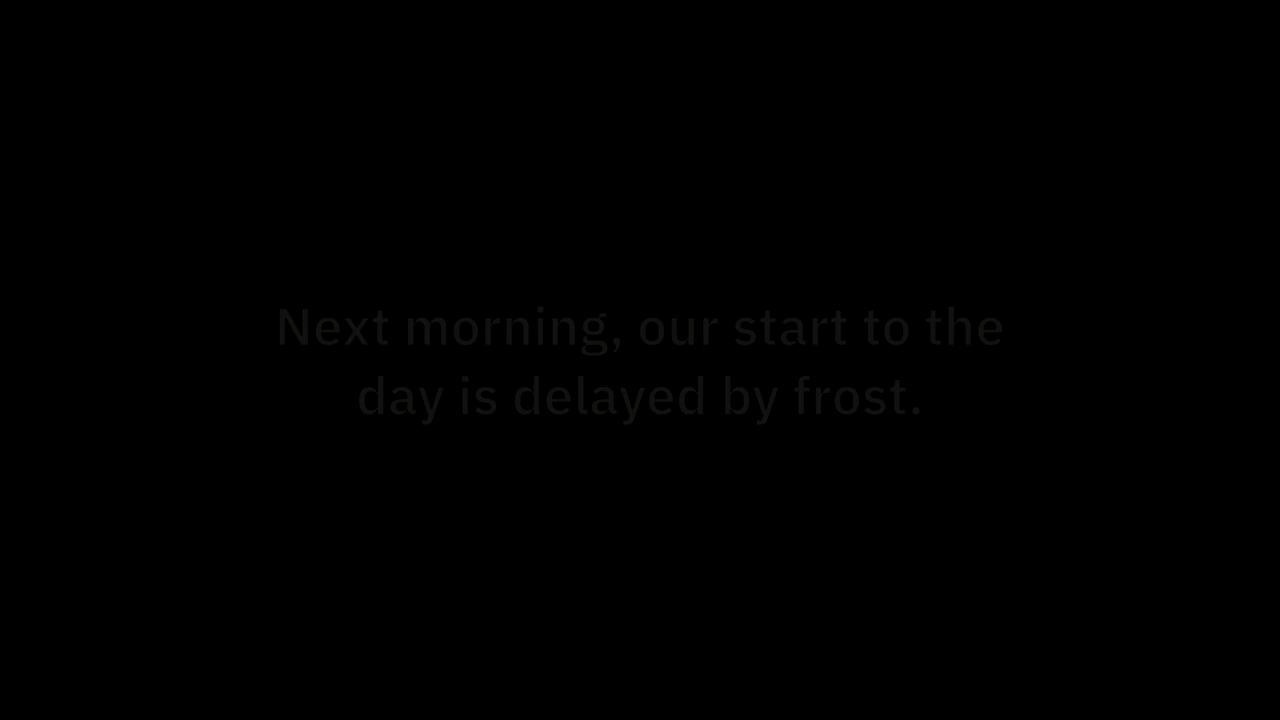 Next morning, our start to the
day is delayed by frost.